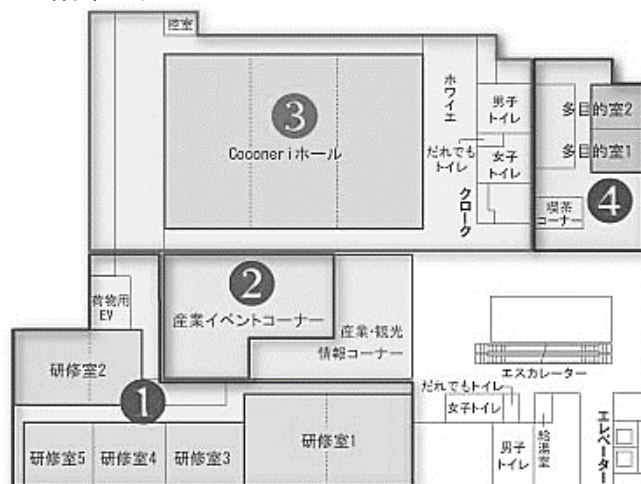 控室
ホワイエ
男子
トイレ
多目的室2
3
Coconeriホール
だれでも
トイレ
女子
トイレ
多目的室1
クローク
喫茶
コーナー
4
荷物用
EV
2
産業イベントコーナー
産業・観光
情報コーナー
エスカレーター
研修室2
1
だれでもトイレ
女子トイレ
研修室5
研修室4
研修室3
研修室1
男子
トイレ
給湯室
エレベーター